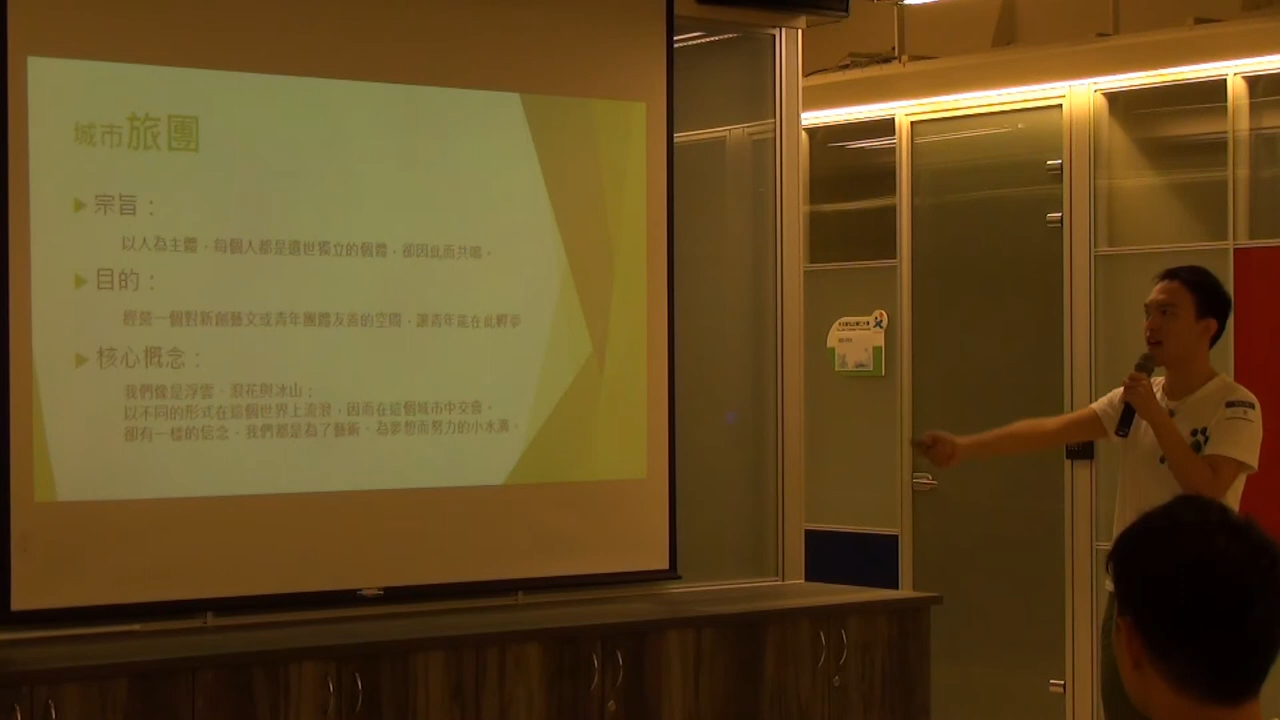 城市旅團
宗旨：
以人為主體，每個人都是遺世獨立的個體，卻因此而共鳴。
目的：
經營一個對新創藝文或青年團體友善的空間，讓青年能在此孵夢
核心概念：
我們像是浮雲、浪花與冰山；
以不同的形式在這個世界上流浪，因而在這個城市中交會。
卻有一樣的信念，我們都是為了藝術、為夢想而努力的小水滴。